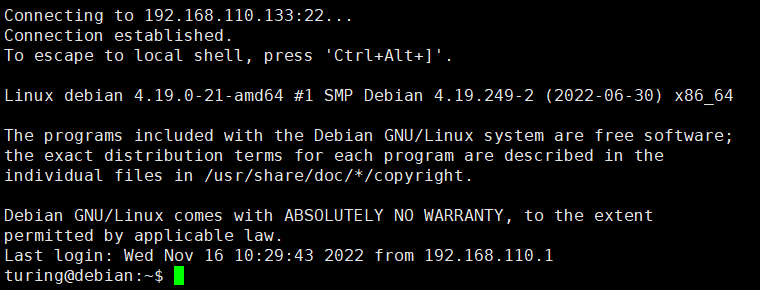 Connecting to 192.168.110.133:22...
Connection established.
To escape to local shell, press 'Ctrl+Alt+]'.
Linux debian 4.19.0-21-amd64 #1 SMP Debian 4.19.249-2 (2022-06-30) x86_64
The programs included with the Debian GNU/Linux system are free software;
the exact distribution terms for each program are described in the
individual files in /usr/share/doc/*/copyright.
Debian GNU/Linux comes with ABSOLUTELY NO WARRANTY, to the extent
permitted by applicable law.
Last login: Wed Nov 16 10:29:43 2022 from 192.168.110.1
turing@debian:~$